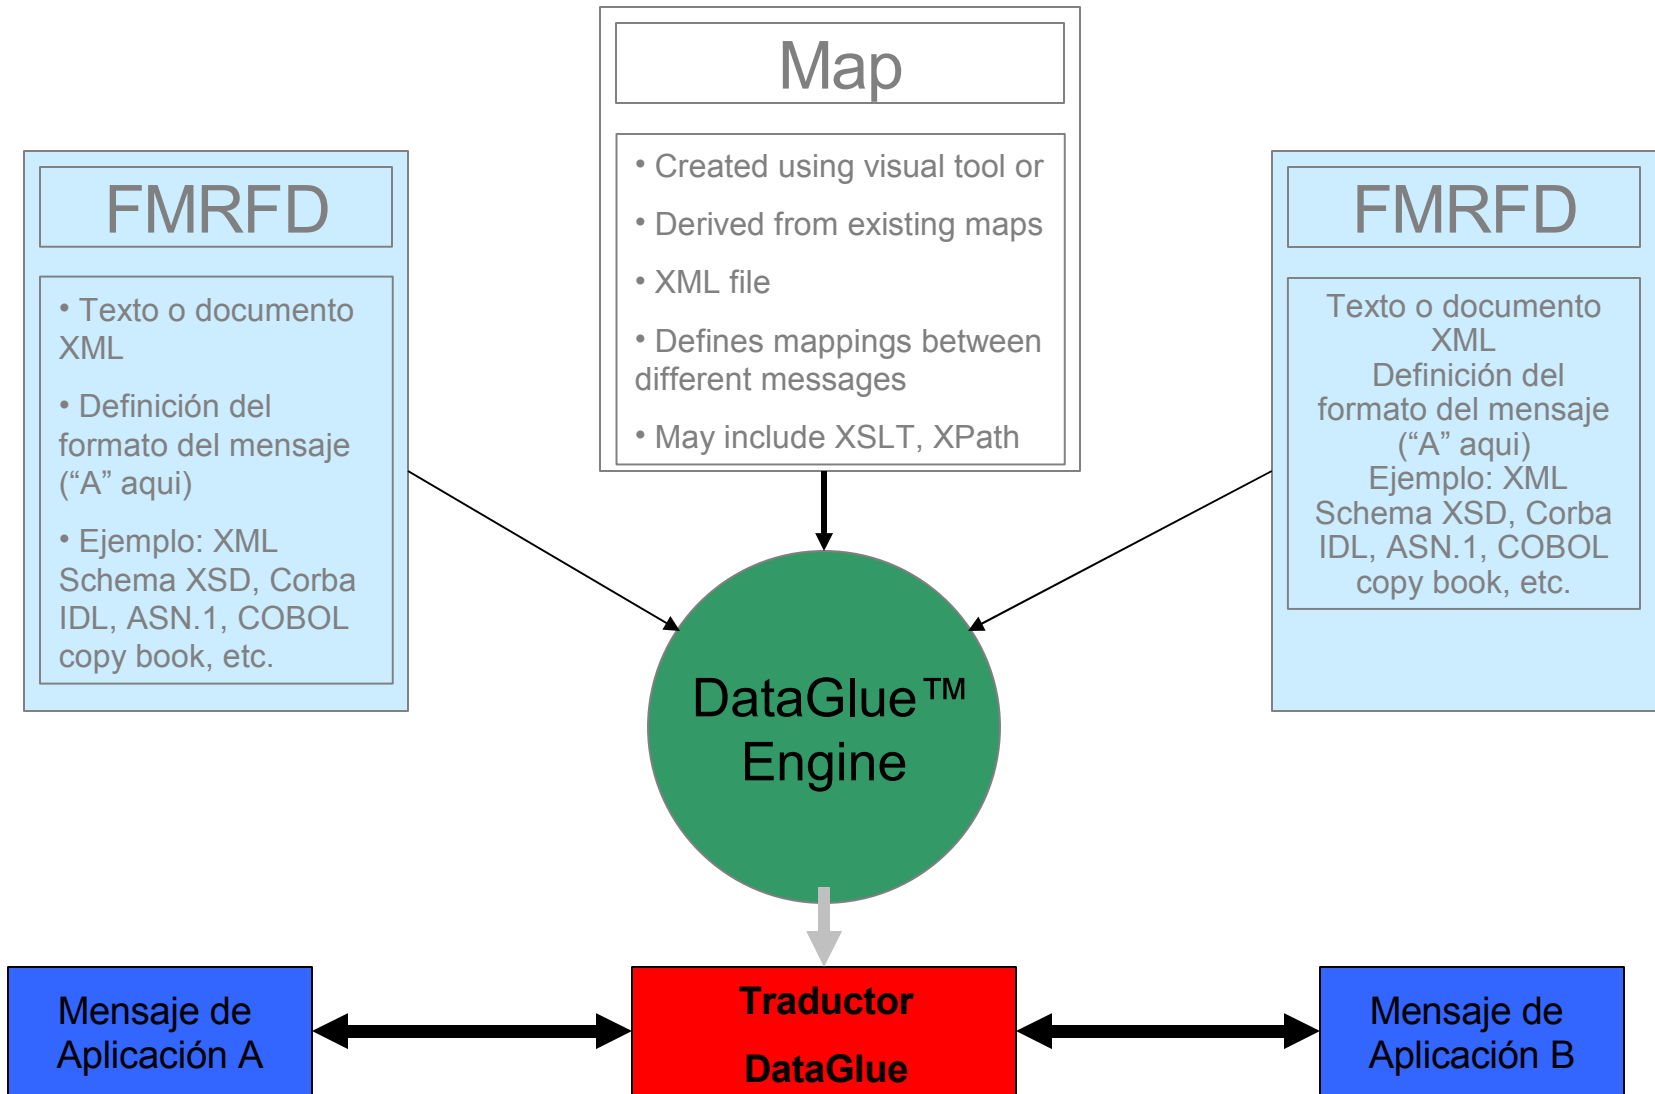 Map
• Created using visual tool or
• Derived from existing maps
• XML file
• Defines mappings between
different messages
• May include XSLT, XPath
FMRFD
• Texto o documento
XML
• Definición del
formato del mensaje
(“A” aqui)
• Ejemplo: XML
Schema XSD, Corba
IDL, ASN.1, COBOL
copy book, etc.
FMRFD
Texto o documento
XML
Definición del
formato del mensaje
(“A” aqui)
Ejemplo: XML
Schema XSD, Corba
IDL, ASN.1, COBOL
copy book, etc.
DataGlue™
Engine
Mensaje de
Aplicación A
Traductor
DataGlue
Mensaje de
Aplicación B